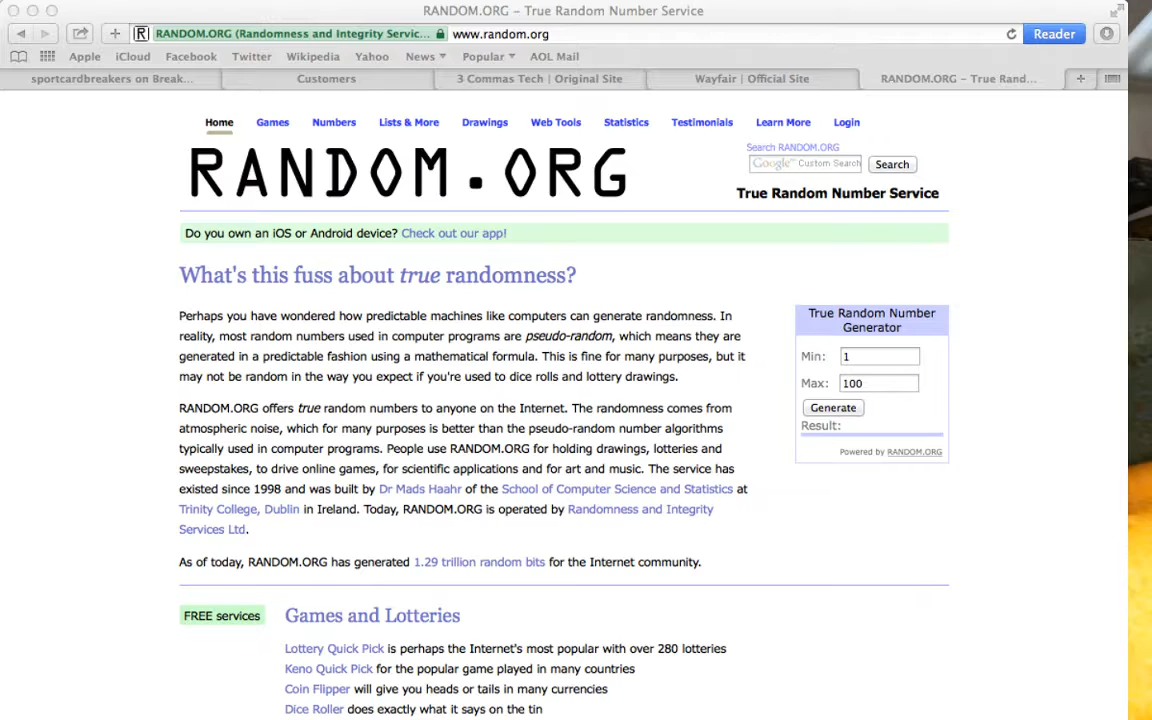 RANDOM.ORG – True Random Number Service
RANDOM.ORG (Randomness and Integrity Servic... www.random.org Reader
Apple iCloud Facebook Twitter Wikipedia Yahoo News Popular AOL Mail
sportcardbreakers on Break... Customers 3 Commas Tech | Original Site Wayfair | Official Site RANDOM.ORG – True Rand...
Home Games Numbers Lists & More Drawings Web Tools Statistics Testimonials Learn More Login
RANDOM.ORG
Search RANDOM.ORG
Google™ Custom Search Search
True Random Number Service
Do you own an iOS or Android device? Check out our app!
What's this fuss about true randomness?
Perhaps you have wondered how predictable machines like computers can generate randomness. In
reality, most random numbers used in computer programs are pseudo-random, which means they are
generated in a predictable fashion using a mathematical formula. This is fine for many purposes, but it
may not be random in the way you expect if you're used to dice rolls and lottery drawings.
RANDOM.ORG offers true random numbers to anyone on the Internet. The randomness comes from
atmospheric noise, which for many purposes is better than the pseudo-random number algorithms
typically used in computer programs. People use RANDOM.ORG for holding drawings, lotteries and
sweepstakes, to drive online games, for scientific applications and for art and music. The service has
existed since 1998 and was built by Dr Mads Haahr of the School of Computer Science and Statistics at
Trinity College, Dublin in Ireland. Today, RANDOM.ORG is operated by Randomness and Integrity
Services Ltd.
As of today, RANDOM.ORG has generated 1.29 trillion random bits for the Internet community.
True Random Number
Generator
Min: 1
Max: 100
Generate
Result:
Powered by RANDOM.ORG
FREE services
Games and Lotteries
Lottery Quick Pick is perhaps the Internet's most popular with over 280 lotteries
Keno Quick Pick for the popular game played in many countries
Coin Flipper will give you heads or tails in many currencies
Dice Roller does exactly what it says on the tin